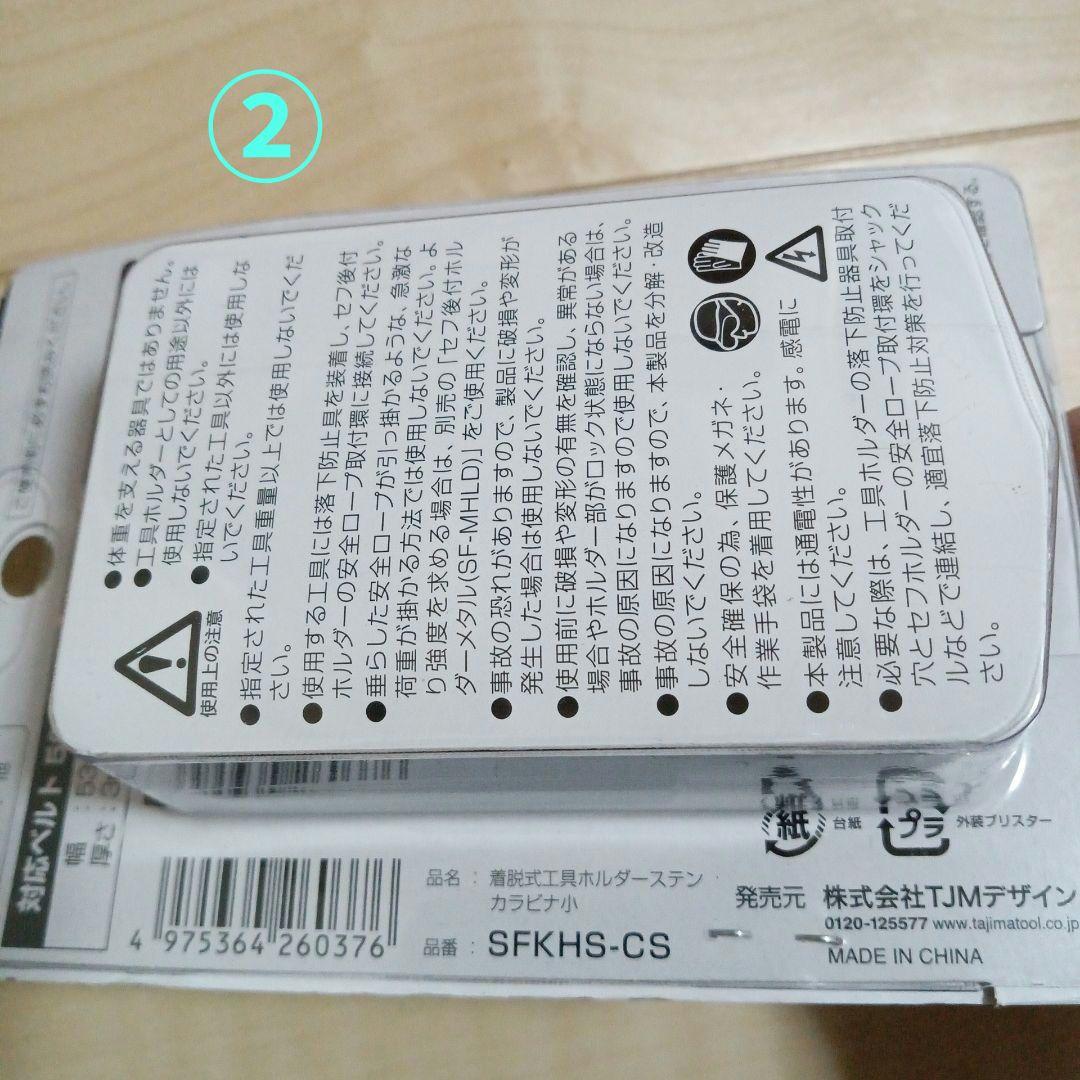 ②
使用上の注意
●体重を支える器具ではありません。
●工具ホルダーとしての用途以外には
使用しないでください。
●指定された工具以外には使用しな
いでください。
●指定された工具重量以上では使用しないでくだ
さい。
●使用する工具には落下防止具を装着し、セフ後付
ホルダーの安全ロープ取付環に接続してください。
●垂らした安全ロープが引っ掛かるような、急激な
荷重が掛かる方法では使用しないでください。よ
り強度を求める場合は、別売の「セフ後付ホル
ダーメタル(SF-MHLD)」をご使用ください。
●事故の恐れがありますので、製品に破損や変形が
発生した場合は使用しないでください。
●使用前に破損や変形の有無を確認し、異常がある
場合やホルダー部がロック状態にならない場合は、
事故の原因になりますので使用しないでください。
●事故の原因になりますので、本製品を分解・改造
しないでください。
●安全確保の為、保護メガネ・
作業手袋を着用してください。
●本製品には通電性があります。感電に
注意してください。
●必要な際は、工具ホルダーの落下防止器具取付
穴とセフホルダーの安全ロープ取付環をシャック
ルなどで連結し、適宜落下防止対策を行ってくだ
さい。
対応ベルト
幅
厚さ:
4 975364 260376
品名: 着脱式工具ホルダーステン
カラビナ小
品番: SFKHS-CS
紙
台紙
プラ
外装ブリスター
発売元 株式会社TJMデザイン
0120-125577 www.tajimatool.co.jp
MADE IN CHINA